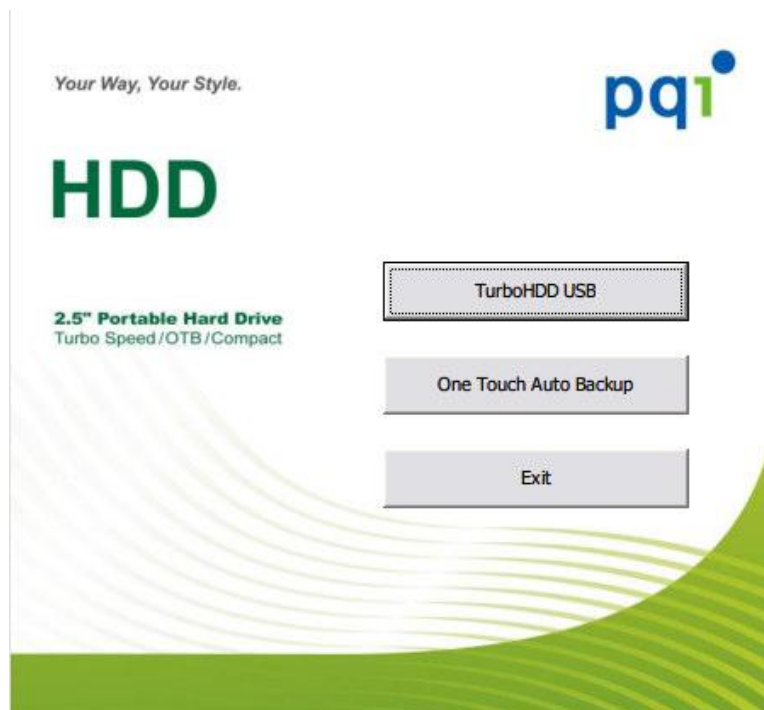 Your Way, Your Style.
pqi
HDD
TurboHDD USB
2.5" Portable Hard Drive
Turbo Speed/OTB/Compact
One Touch Auto Backup
Exit